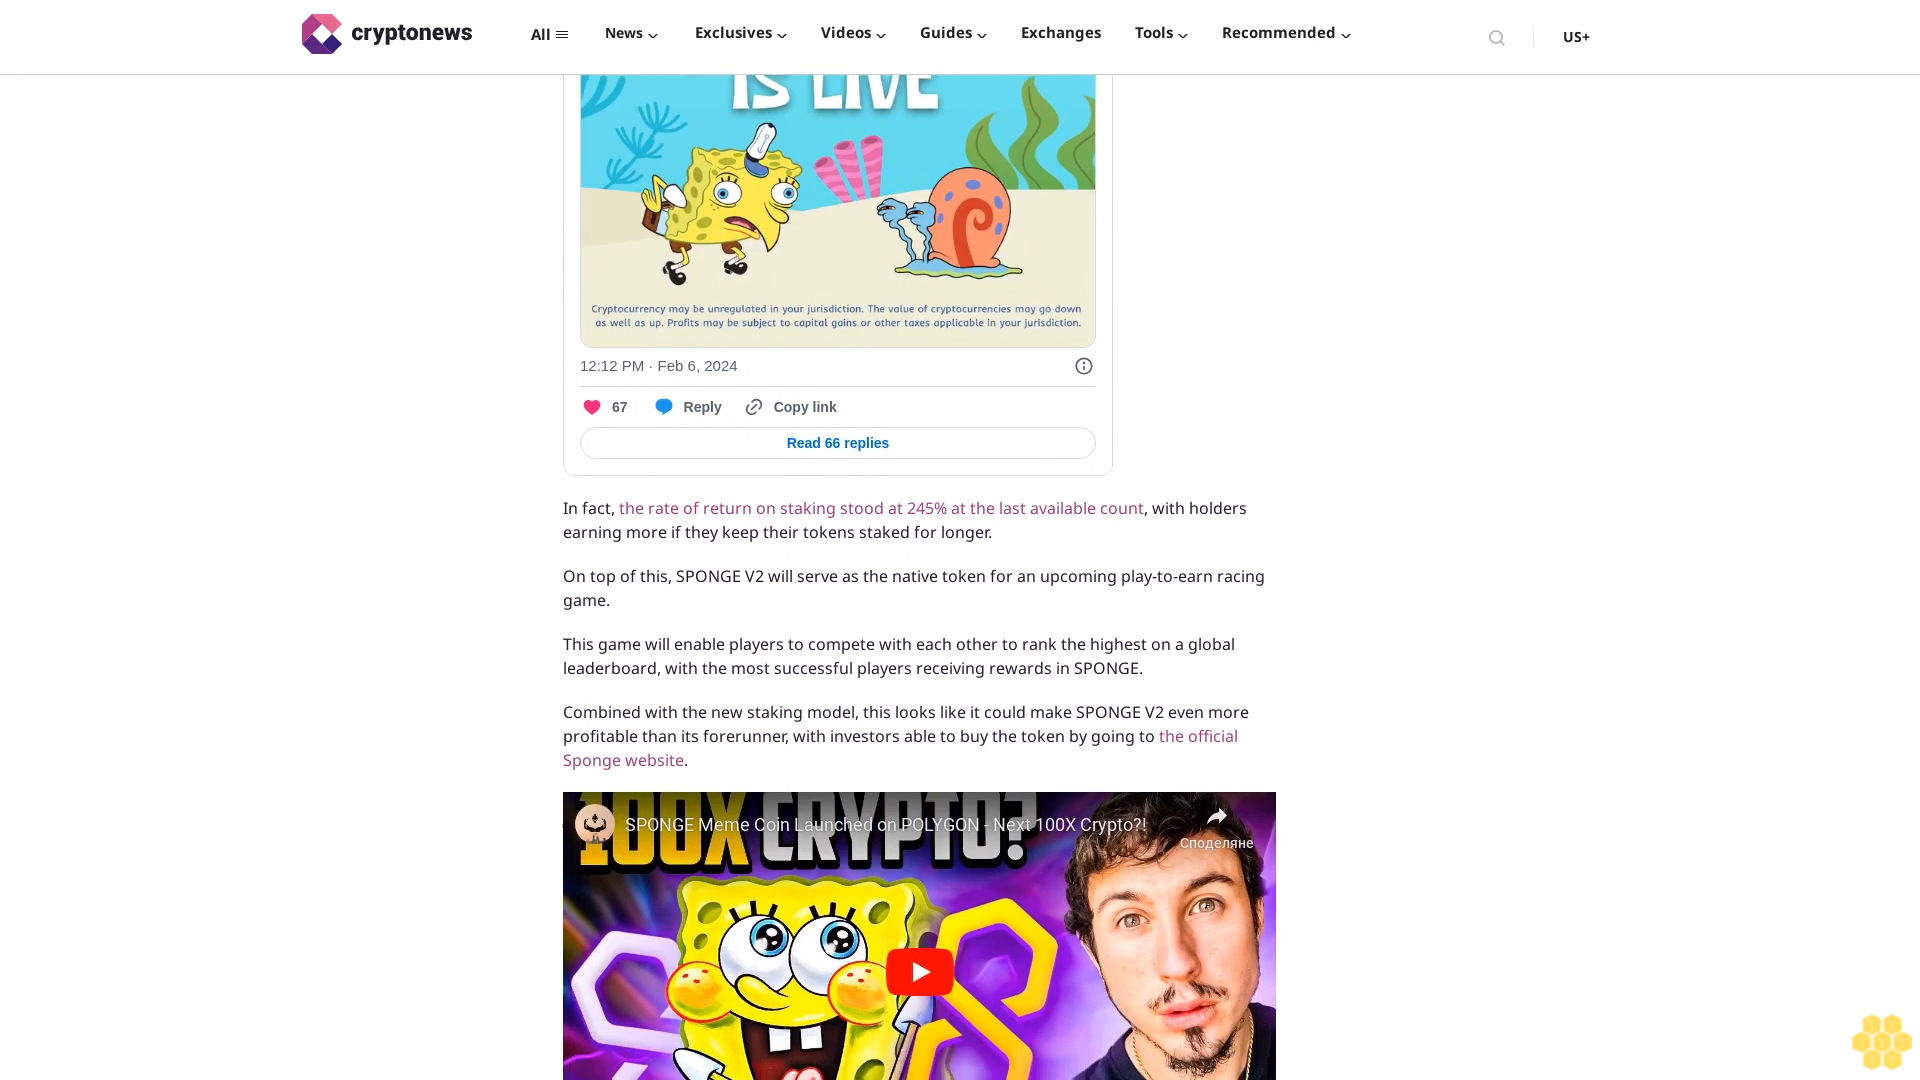 cryptonews
All
News
Exclusives
Videos
Guides
Exchanges
Tools
Recommended
US+
IS LIVE
Cryptocurrency may be unregulated in your jurisdiction. The value of cryptocurrencies may go down
as well as up. Profits may be subject to capital gains or other taxes applicable in your jurisdiction.
12:12 PM · Feb 6, 2024
67
Reply
Copy link
Read 66 replies
In fact, the rate of return on staking stood at 245% at the last available count, with holders
earning more if they keep their tokens staked for longer.
On top of this, SPONGE V2 will serve as the native token for an upcoming play-to-earn racing
game.
This game will enable players to compete with each other to rank the highest on a global
leaderboard, with the most successful players receiving rewards in SPONGE.
Combined with the new staking model, this looks like it could make SPONGE V2 even more
profitable than its forerunner, with investors able to buy the token by going to the official
Sponge website.
100X CRYPTO?
SPONGE Meme Coin Launched on POLYGON - Next 100X Crypto?!
Споделяне